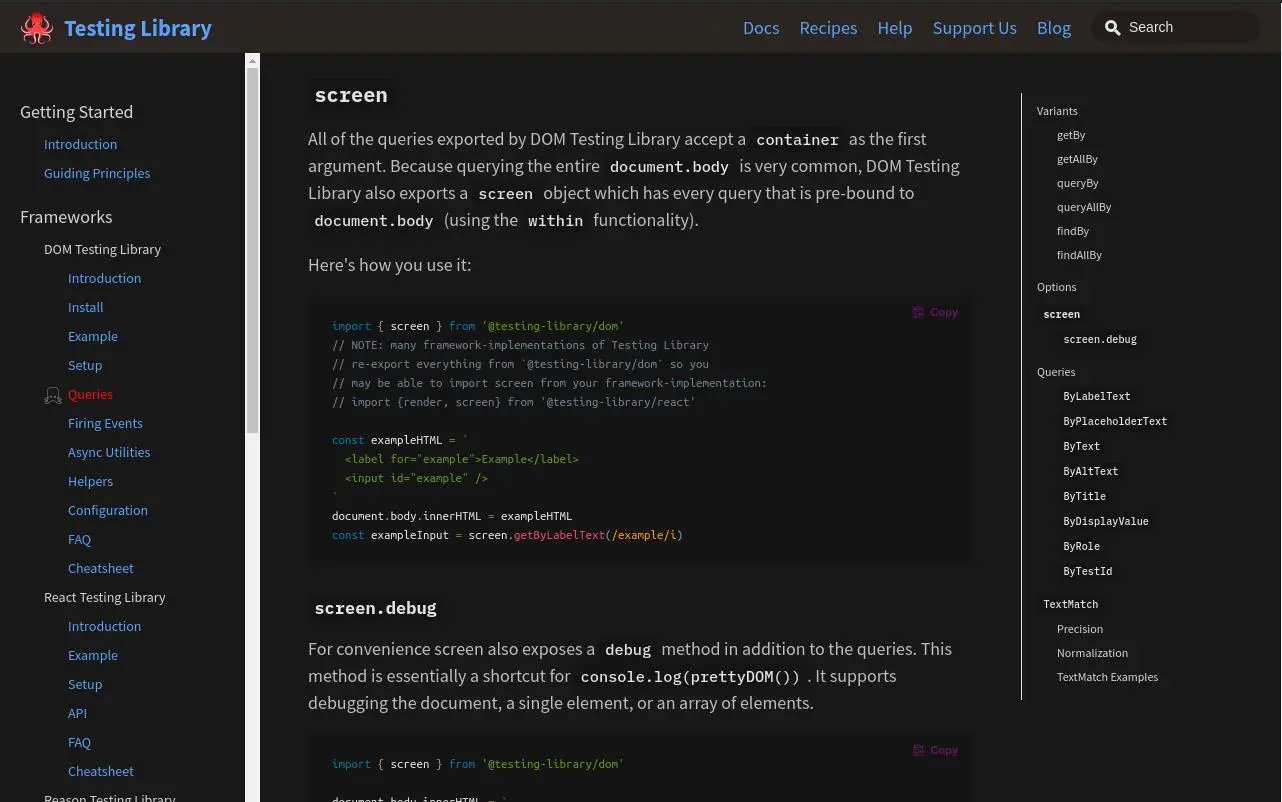 Testing Library
Docs
Recipes
Help
Support Us
Blog
Search
Getting Started
Introduction
Guiding Principles
Frameworks
DOM Testing Library
Introduction
Install
Example
Setup
Queries
Firing Events
Async Utilities
Helpers
Configuration
FAQ
Cheatsheet
React Testing Library
Introduction
Example
Setup
API
FAQ
Cheatsheet
Reason Testing Library
screen
All of the queries exported by DOM Testing Library accept a container as the first
argument. Because querying the entire document.body is very common, DOM Testing
Library also exports a screen object which has every query that is pre-bound to
document.body (using the within functionality).
Here's how you use it:
Copy
import { screen } from '@testing-library/dom'
// NOTE: many framework-implementations of Testing Library
// re-export everything from `@testing-library/dom` so you
// may be able to import screen from your framework-implementation:
// import {render, screen} from '@testing-library/react'
const exampleHTML = `
<label for="example">Example</label>
<input id="example" />
`
document.body.innerHTML = exampleHTML
const exampleInput = screen.getByLabelText(/example/i)
screen.debug
For convenience screen also exposes a debug method in addition to the queries. This
method is essentially a shortcut for console.log(prettyDOM()) . It supports
debugging the document, a single element, or an array of elements.
Copy
import { screen } from '@testing-library/dom'
document.body.innerHTML = `
Variants
getBy
getAllBy
queryBy
queryAllBy
findBy
findAllBy
Options
screen
screen.debug
Queries
ByLabelText
ByPlaceholderText
ByText
ByAltText
ByTitle
ByDisplayValue
ByRole
ByTestId
TextMatch
Precision
Normalization
TextMatch Examples